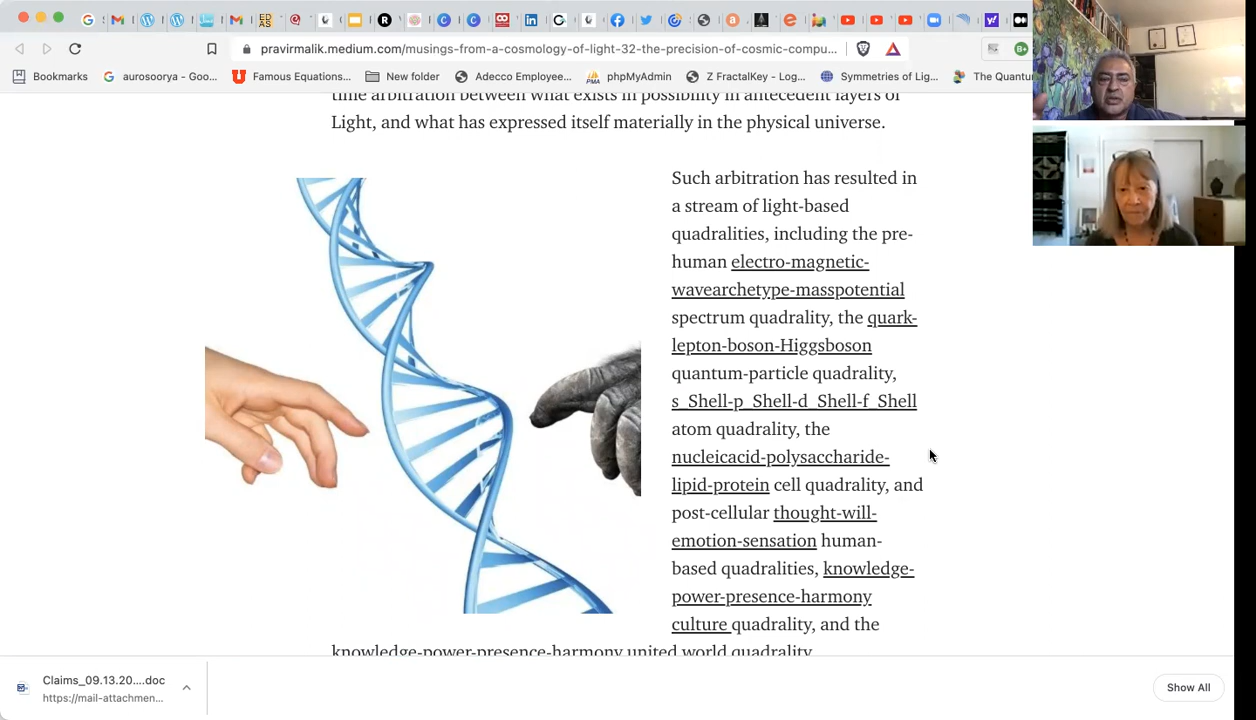 pravirmalik.medium.com/musings-from-a-cosmology-of-light-32-the-precision-of-cosmic-compu...
Bookmarks aurosoorya - Goo... Famous Equations... New folder Adecco Employee... phpMyAdmin Z FractalKey - Log... Symmetries of Lig... The Quantu
time arbitration between what exists in possibility in antecedent layers of
Light, and what has expressed itself materially in the physical universe.
Such arbitration has resulted in
a stream of light-based
quadralities, including the pre-
human electro-magnetic-
wavearchetype-masspotential
spectrum quadrality, the quark-
lepton-boson-Higgsboson
quantum-particle quadrality,
s_Shell-p_Shell-d_Shell-f_Shell
atom quadrality, the
nucleicacid-polysaccharide-
lipid-protein cell quadrality, and
post-cellular thought-will-
emotion-sensation human-
based quadralities, knowledge-
power-presence-harmony
culture quadrality, and the
knowledge-power-presence-harmony united world quadrality
Claims_09.13.20....doc
https://mail-attachmen...
Show All